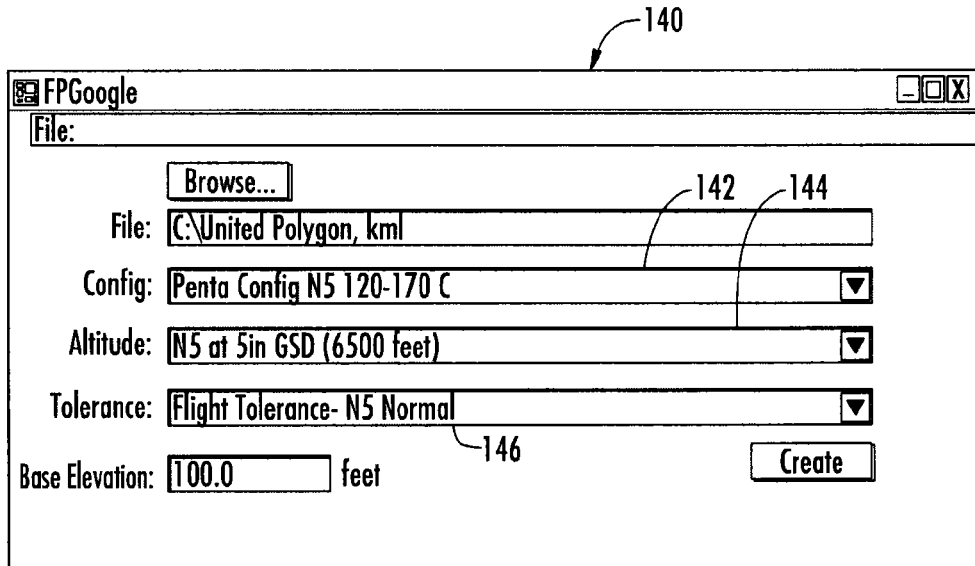 140
FPGoogle
File:
Browse...
142
144
File: C:\United Polygon, kml
Config: Penta Config N5 120-170 C
Altitude: N5 at 5in GSD (6500 feet)
Tolerance: Flight Tolerance- N5 Normal
146
Base Elevation: 100.0 feet
Create